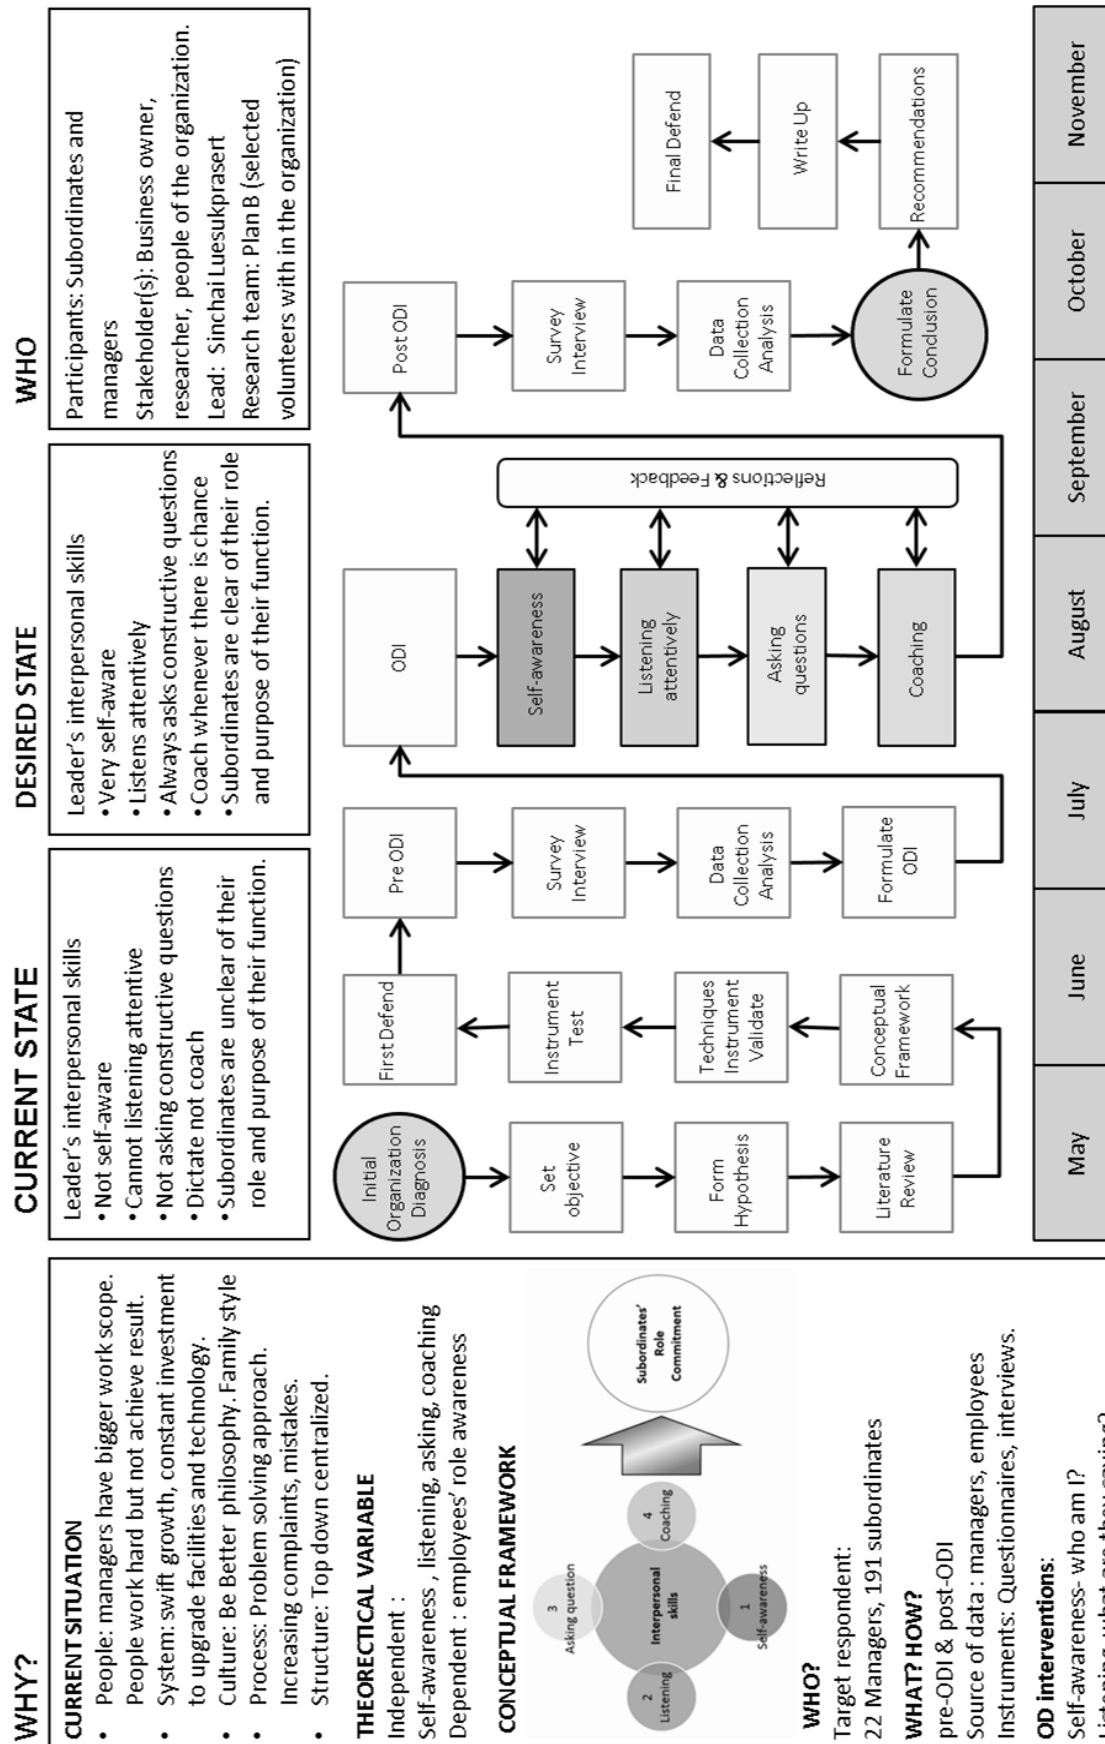 WHY?
CURRENT SITUATION
• People: managers have bigger work scope.
People work hard but not achieve result.
• System: swift growth, constant investment
to upgrade facilities and technology.
• Culture: Be Better philosophy. Family style
• Process: Problem solving approach.
Increasing complaints, mistakes.
• Structure: Top down centralized.
THEORECTICAL VARIABLE
Independent :
Self-awareness , listening, asking, coaching
Dependent : employees’ role awareness
CONCEPTUAL FRAMEWORK
3
Asking question
2
Listening
Interpersonal
skills
4
Coaching
1
Self-awareness
Subordinates’
Role
Commitment
WHO?
Target respondent:
22 Managers, 191 subordinates
WHAT? HOW?
pre-ODI & post-ODI
Source of data : managers, employees
Instruments: Questionnaires, interviews.
OD interventions:
Self-awareness- who am I?
Listening- what are they saying?
CURRENT STATE
Leader’s interpersonal skills
• Not self-aware
• Cannot listening attentive
• Not asking constructive questions
• Dictate not coach
• Subordinates are unclear of their
role and purpose of their function.
DESIRED STATE
Leader’s interpersonal skills
• Very self-aware
• Listens attentively
• Always asks constructive questions
• Coach whenever there is chance
• Subordinates are clear of their role
and purpose of their function.
WHO
Participants: Subordinates and
managers
Stakeholder(s): Business owner,
researcher, people of the organization.
Lead: Sinchai Luesukprasert
Research team: Plan B (selected
volunteers with in the organization)
Initial
Organization
Diagnosis
Set
objective
Form
Hypothesis
Literature
Review
First Defend
Instrument
Test
Techniques
Instrument
Validate
Conceptual
Framework
Pre ODI
Survey
Interview
Data
Collection
Analysis
Formulate
ODI
ODI
Self-awareness
Listening
attentively
Asking
questions
Coaching
Reflections & Feedback
Post ODI
Survey
Interview
Data
Collection
Analysis
Formulate
Conclusion
Final Defend
Write Up
Recommendations
May
June
July
August
September
October
November